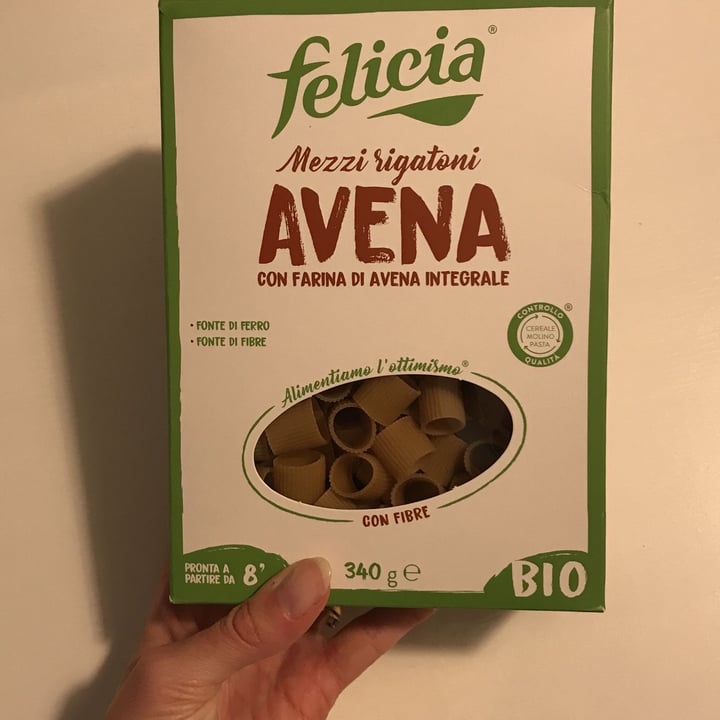 felicia®
Mezzi rigatoni
AVENA
CON FARINA DI AVENA INTEGRALE
• FONTE DI FERRO
• FONTE DI FIBRE
CONTROLLO ®
CEREALE
MOLINO
PASTA
QUALITÀ
Alimentiamo l'ottimismo®
CON FIBRE
PRONTA A
PARTIRE DA 8'
340 g e
BIO